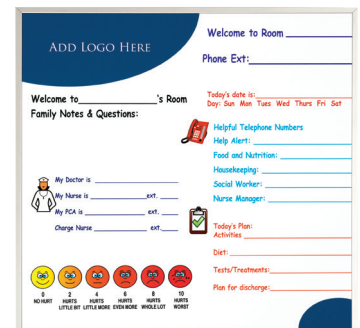 ADD LOGO HERE
Welcome to Room
Phone Ext:
Welcome to 's Room
Family Notes & Questions:
Today's date is:
Day: Sun Mon Tues Wed Thurs Fri Sat
Helpful Telephone Numbers
Help Alert:
Food and Nutrition:
Housekeeping:
Social Worker:
Nurse Manager:
My Doctor is
My Nurse is ext.
My PCA is ext.
Charge Nurse ext.
Today's Plan:
Activities
Diet:
Tests/Treatments:
Plan for discharge:
0 2 4 6 8 10
NO HURT HURTS HURTS HURTS HURTS HURTS
LITTLE BIT LITTLE MORE EVEN MORE WHOLE LOT WORST